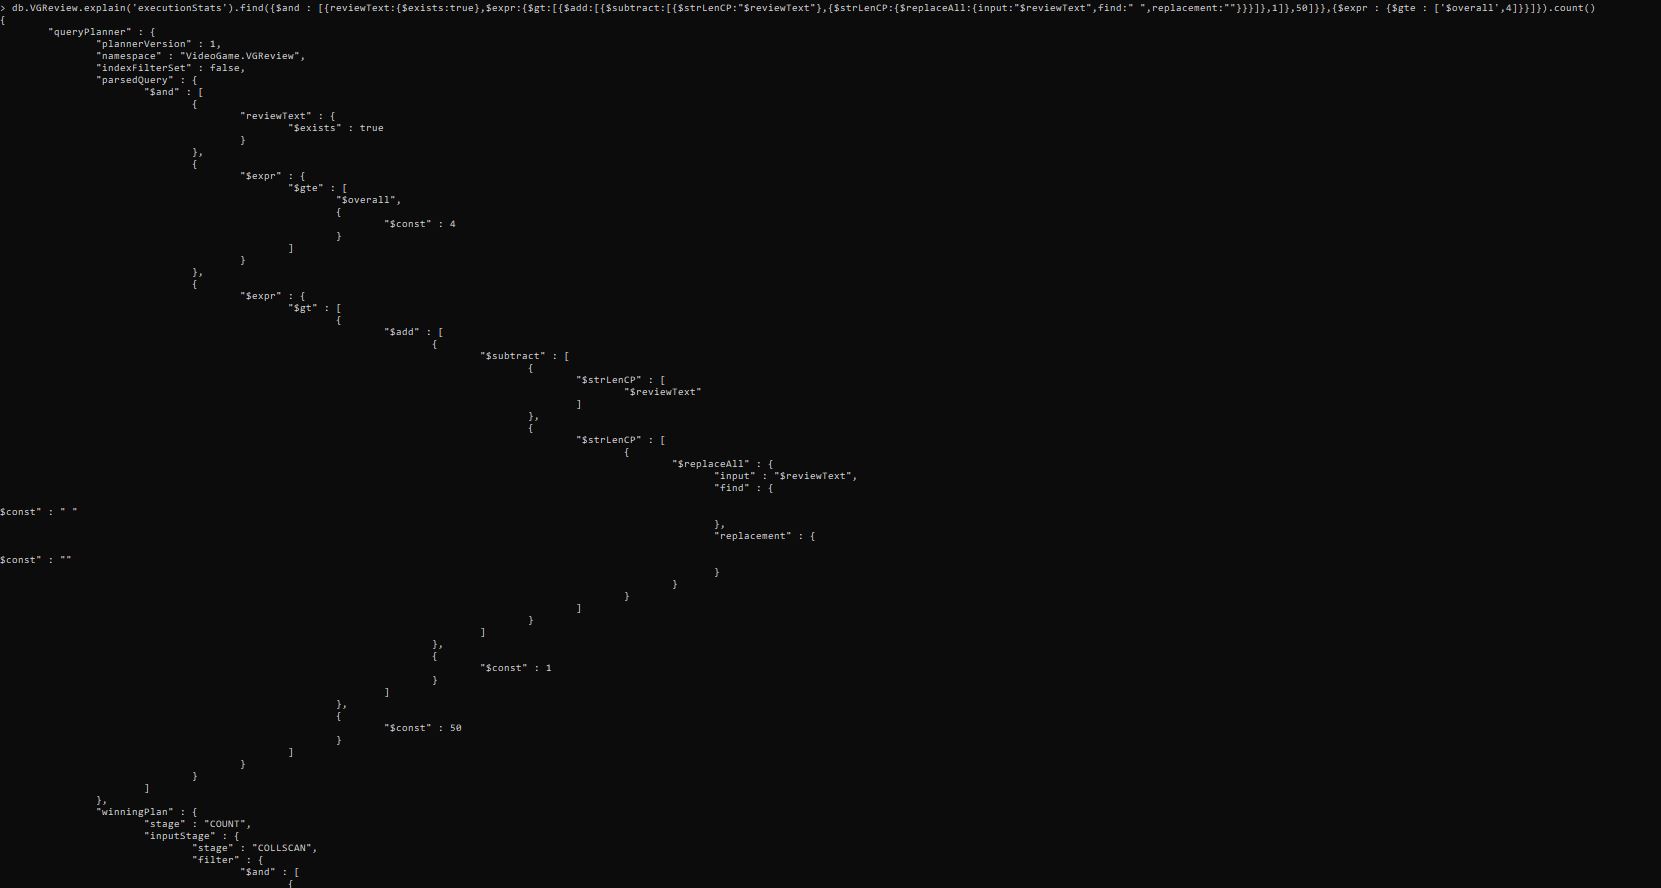 > db.VGReview.explain('executionStats').find({$and : [{reviewText:{$exists:true},$expr:{$gt:[{$add:[{$subtract:[{$strLenCP:"$reviewText"},{$strLenCP:{$replaceAll:{input:"$reviewText",find:" ",replacement:""}}}]},1]},50]}},{$expr : {$gte : ['$overall',4]}}]}).count()
{
"queryPlanner" : {
"plannerVersion" : 1,
"namespace" : "VideoGame.VGReview",
"indexFilterSet" : false,
"parsedQuery" : {
"$and" : [
{
"reviewText" : {
"$exists" : true
}
},
{
"$expr" : {
"$gte" : [
"$overall",
{
"$const" : 4
}
]
}
},
{
"$expr" : {
"$gt" : [
{
"$add" : [
{
"$subtract" : [
{
"$strLenCP" : [
"$reviewText"
]
},
{
"$strLenCP" : [
{
"$replaceAll" : {
"input" : "$reviewText",
"find" : {
$const" : " "
},
"replacement" : {
$const" : ""
}
}
}
]
}
]
},
{
"$const" : 1
}
]
},
{
"$const" : 50
}
]
}
}
]
},
"winningPlan" : {
"stage" : "COUNT",
"inputStage" : {
"stage" : "COLLSCAN",
"filter" : {
"$and" : [
{